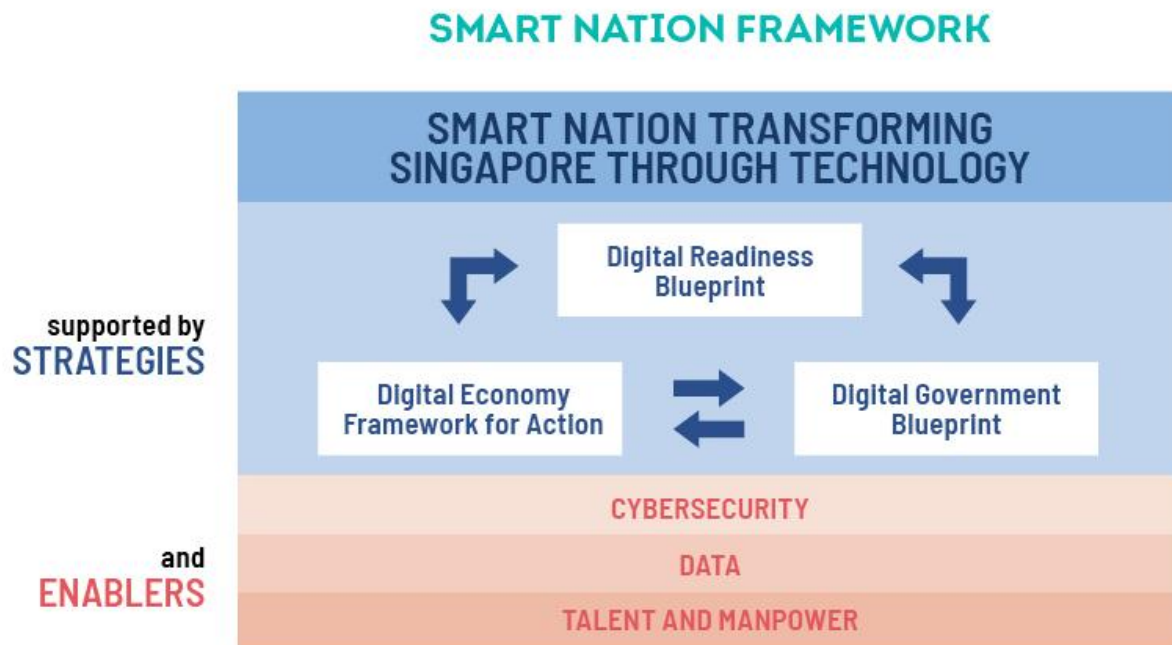 SMART NATION FRAMEWORK
SMART NATION TRANSFORMING
SINGAPORE THROUGH TECHNOLOGY
supported by
STRATEGIES
Digital Readiness
Blueprint
Digital Economy
Framework for Action
Digital Government
Blueprint
and
ENABLERS
CYBERSECURITY
DATA
TALENT AND MANPOWER